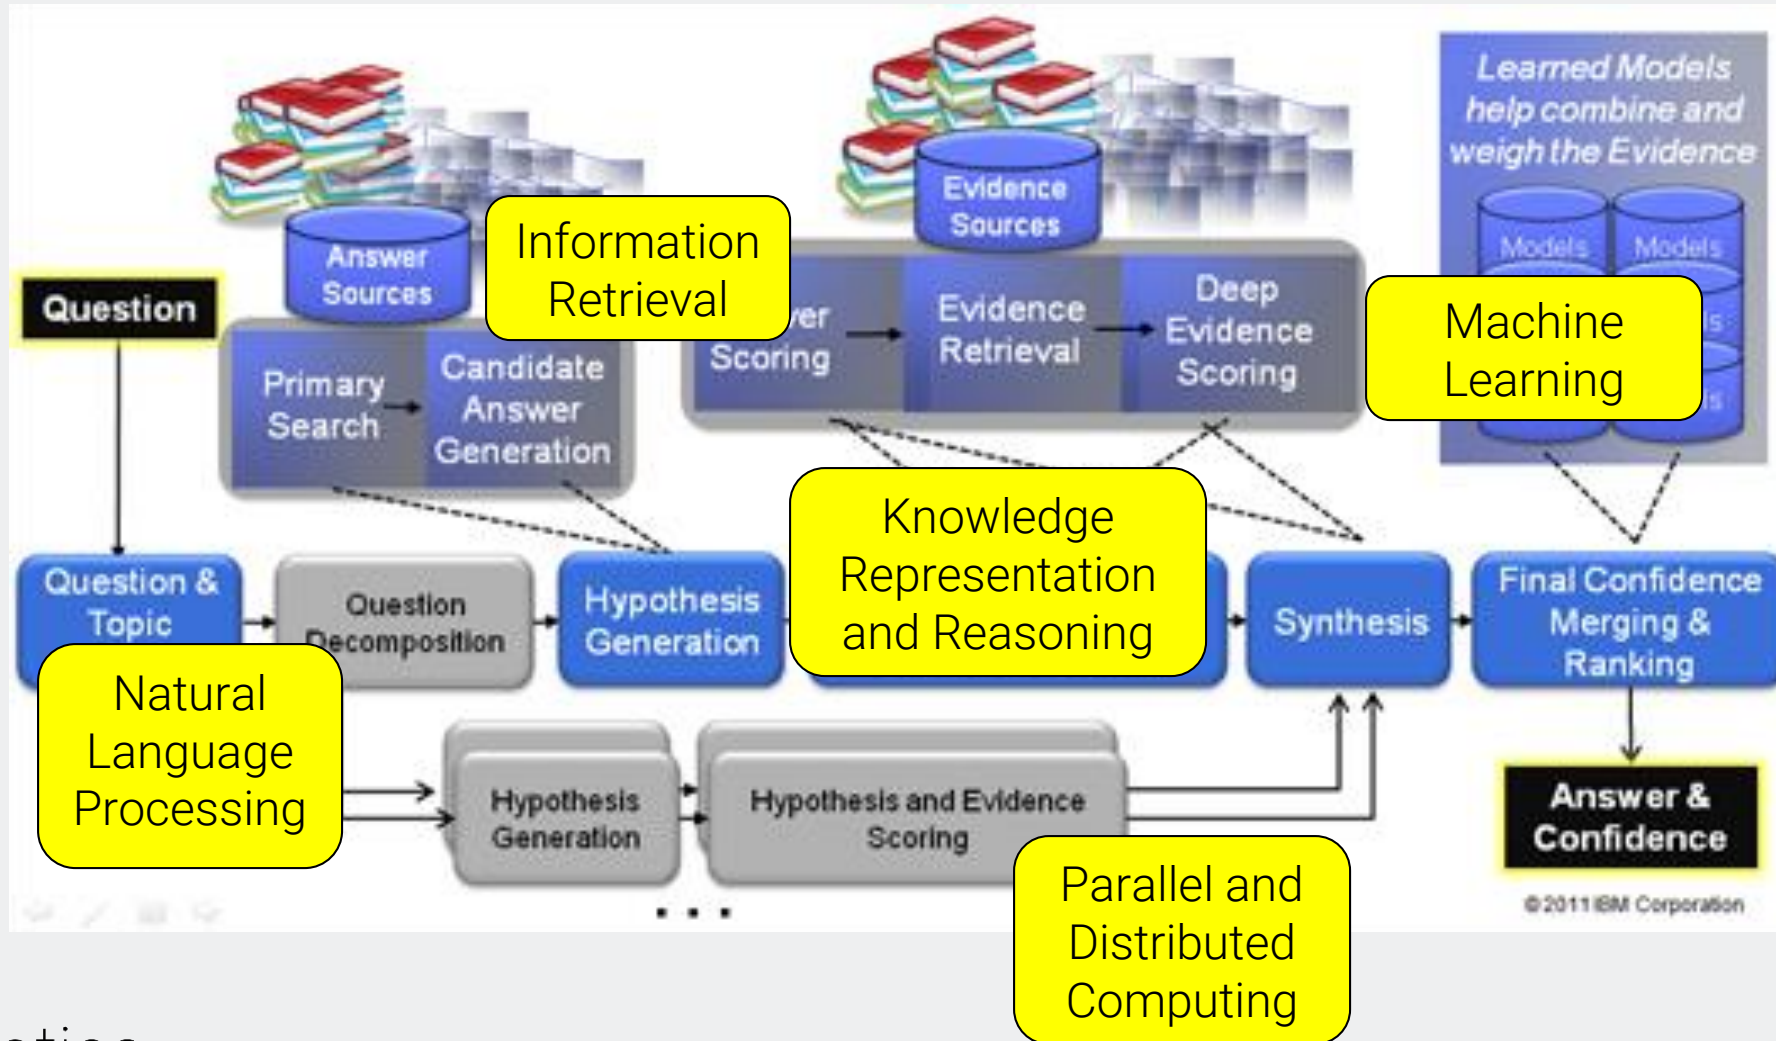 Learned Models
help combine and
weigh the Evidence
Evidence
Sources
Answer
Sources
Information
Retrieval
Models Models
Question
Scoring
Evidence
Retrieval
Deep
Evidence
Scoring
Machine
Learning
Primary
Search
Candidate
Answer
Generation
Knowledge
Representation
and Reasoning
Question &
Topic
Question
Decomposition
Hypothesis
Generation
Synthesis
Final Confidence
Merging &
Ranking
Natural
Language
Processing
Hypothesis
Generation
Hypothesis and Evidence
Scoring
Answer &
Confidence
Parallel and
Distributed
Computing
© 2011 IBM Corporation
...